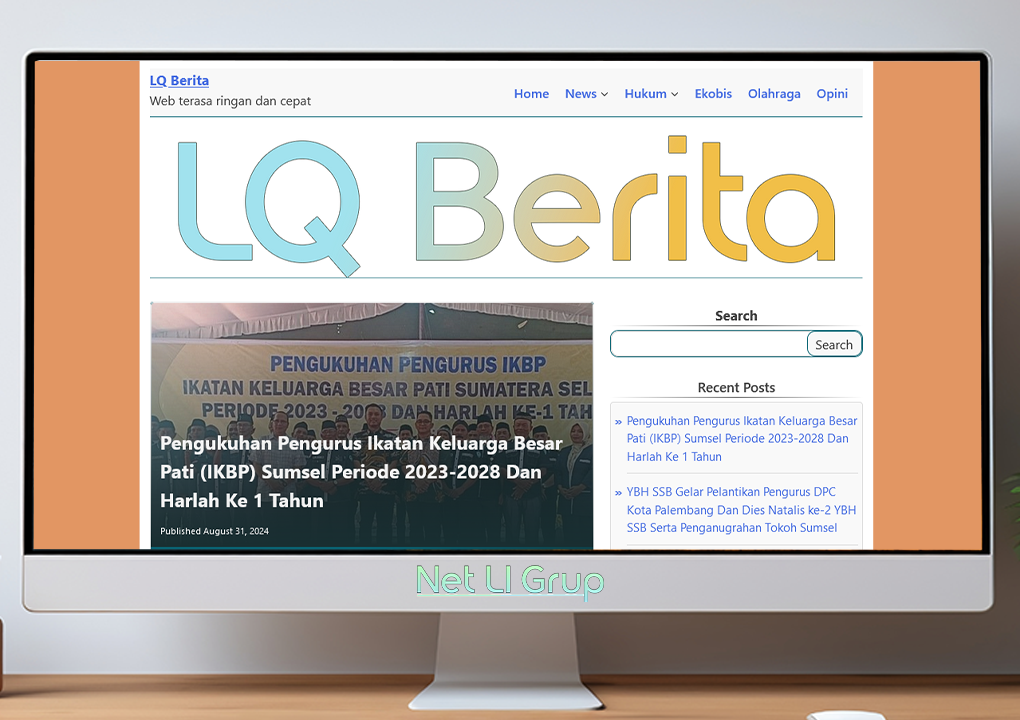 LQ Berita
Web terasa ringan dan cepat
Home News Hukum Ekobis Olahraga Opini
LQ Berita
PENGUKUHAN PENGURUS IKBP
IKATAN KELUARGA BESAR PATI SUMATERA SEL
PERIODE 2023 - 2028 DAN HARLAH KE-1 TAH
Pengukuhan Pengurus Ikatan Keluarga Besar
Pati (IKBP) Sumsel Periode 2023-2028 Dan
Harlah Ke 1 Tahun
Published August 31, 2024
Search
Search
Recent Posts
» Pengukuhan Pengurus Ikatan Keluarga Besar
Pati (IKBP) Sumsel Periode 2023-2028 Dan
Harlah Ke 1 Tahun
» YBH SSB Gelar Pelantikan Pengurus DPC
Kota Palembang Dan Dies Natalis ke-2 YBH
SSB Serta Penganugrahan Tokoh Sumsel
Net LI Grup